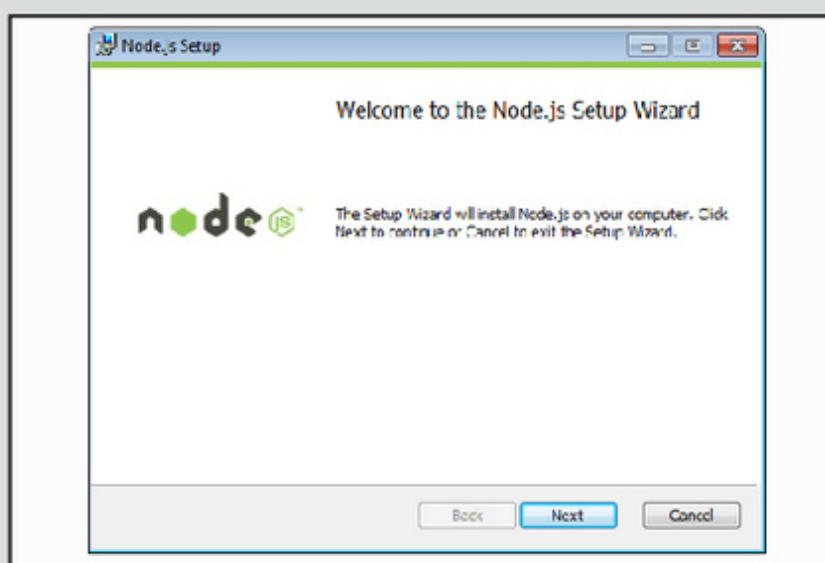 Node.js Setup
Welcome to the Node.js Setup Wizard
node JS
The Setup Wizard will install Node.js on your computer. Click
Next to continue or Cancel to exit the Setup Wizard.
Back Next Cancel